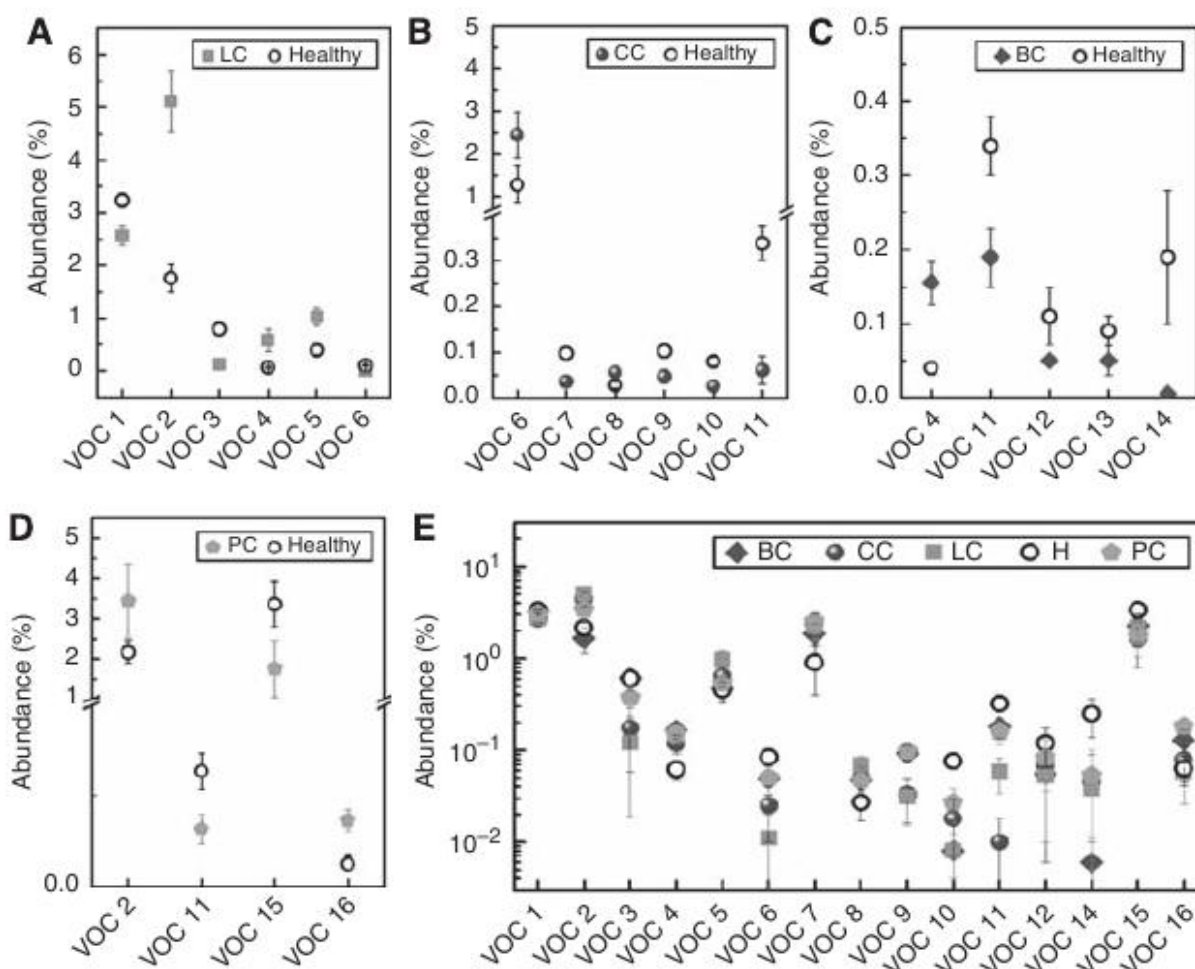 A
LC Healthy
Abundance (%)
6
5
4
3
2
1
0
VOC 1
VOC 2
VOC 3
VOC 4
VOC 5
VOC 6
B
CC Healthy
Abundance (%)
5
4
3
2
1
0.3
0.2
0.1
0.0
VOC 6
VOC 7
VOC 8
VOC 9
VOC 10
VOC 11
C
BC Healthy
Abundance (%)
0.5
0.4
0.3
0.2
0.1
0.0
VOC 4
VOC 11
VOC 12
VOC 13
VOC 14
D
PC Healthy
Abundance (%)
5
4
3
2
1
0.0
VOC 2
VOC 11
VOC 15
VOC 16
E
BC CC LC H PC
Abundance (%)
10¹
10⁰
10⁻¹
10⁻²
VOC 1
VOC 2
VOC 3
VOC 4
VOC 5
VOC 6
VOC 7
VOC 8
VOC 9
VOC 10
VOC 11
VOC 12
VOC 14
VOC 15
VOC 16